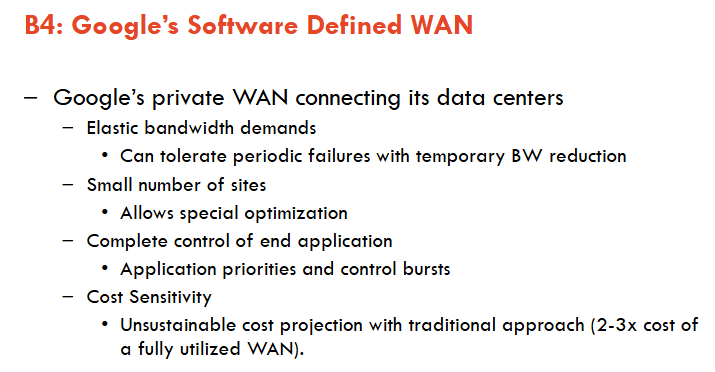 B4: Google's Software Defined WAN
– Google's private WAN connecting its data centers
– Elastic bandwidth demands
• Can tolerate periodic failures with temporary BW reduction
– Small number of sites
• Allows special optimization
– Complete control of end application
• Application priorities and control bursts
– Cost Sensitivity
• Unsustainable cost projection with traditional approach (2-3x cost of
a fully utilized WAN).